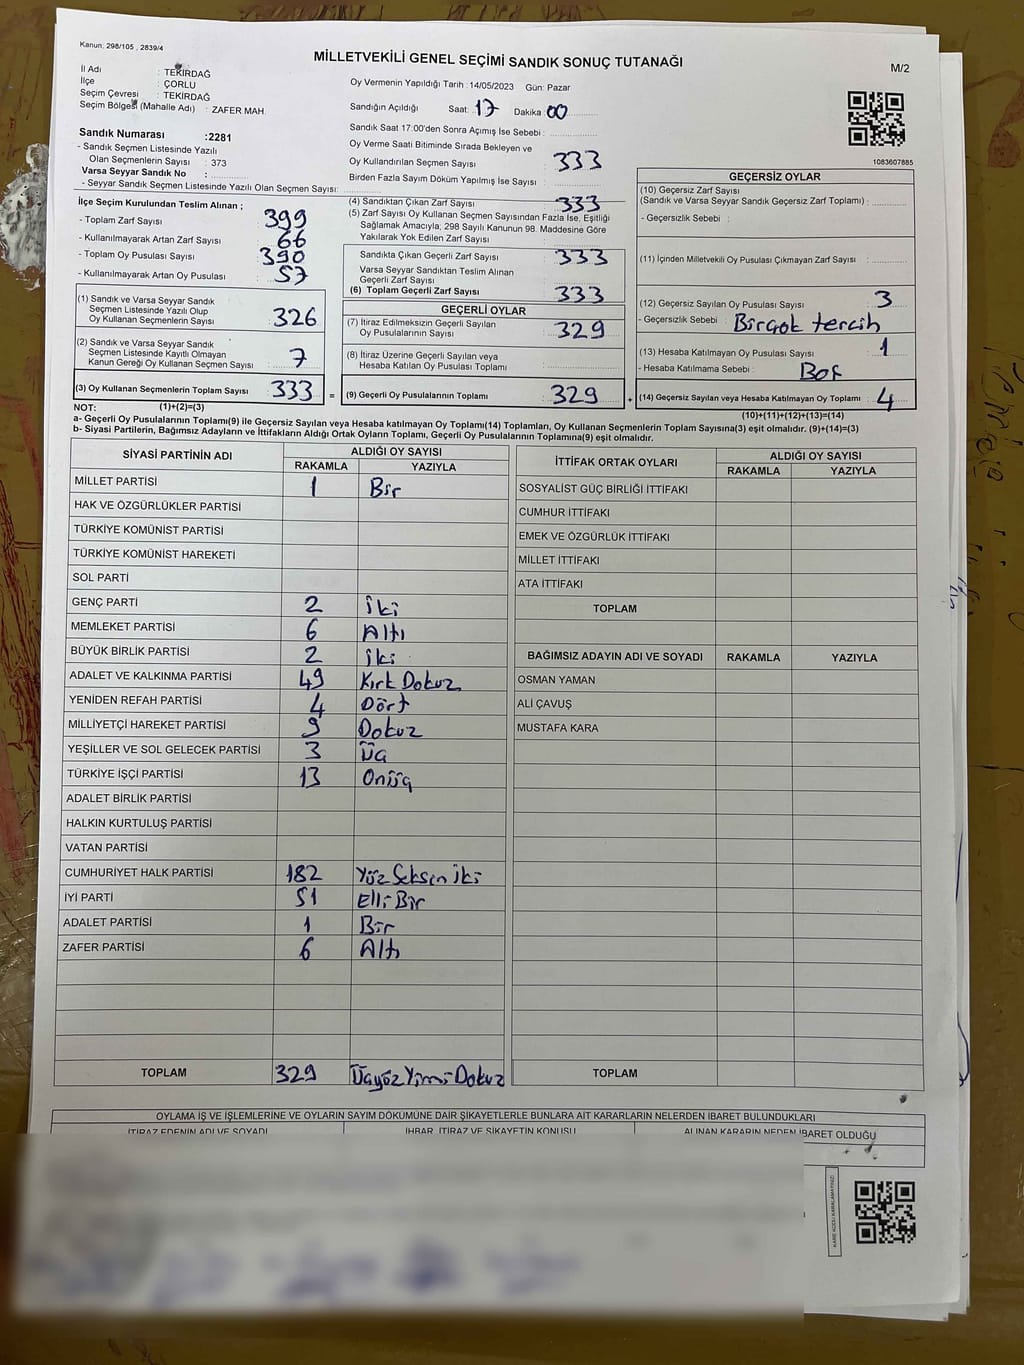 Kanun: 298/105 , 2839/4
MİLLETVEKİLİ GENEL SEÇİMİ SANDIK SONUÇ TUTANAĞI
M/2
İl Adı : TEKİRDAĞ
İlçe : ÇORLU
Seçim Çevresi : TEKİRDAĞ
Seçim Bölgesi (Mahalle Adı) : ZAFER MAH
Oy Vermenin Yapıldığı Tarih : 14/05/2023 Gün: Pazar
Sandığın Açıldığı Saat: 17 Dakika: 00
Sandık Saat 17:00'den Sonra Açılmış İse Sebebi :
Oy Verme Saati Bitiminde Sırada Bekleyen ve
Oy Kullandırılan Seçmen Sayısı : 333
Birden Fazla Sayım Döküm Yapılmış İse Sayısı :
1083607885
Sandık Numarası : 2281
- Sandık Seçmen Listesinde Yazılı
Olan Seçmenlerin Sayısı : 373
Varsa Seyyar Sandık No :
- Seyyar Sandık Seçmen Listesinde Yazılı Olan Seçmen Sayısı:
İlçe Seçim Kurulundan Teslim Alınan ;
- Toplam Zarf Sayısı : 399
- Kullanılmayarak Artan Zarf Sayısı : 66
- Toplam Oy Pusulası Sayısı : 390
- Kullanılmayarak Artan Oy Pusulası : 57
(1) Sandık ve Varsa Seyyar Sandık
Seçmen Listesinde Yazılı Olup
Oy Kullanan Seçmenlerin Sayısı : 326
(2) Sandık ve Varsa Seyyar Sandık
Seçmen Listesinde Kayıtlı Olmayan
Kanun Gereği Oy Kullanan Seçmen Sayısı : 7
(3) Oy Kullanan Seçmenlerin Toplam Sayısı : 333 =
(4) Sandıktan Çıkan Zarf Sayısı : 333
(5) Zarf Sayısı Oy Kullanan Seçmen Sayısından Fazla İse, Eşitliği
Sağlamak Amacıyla; 298 Sayılı Kanunun 98. Maddesine Göre
Yakılarak Yok Edilen Zarf Sayısı :
Sandıkta Çıkan Geçerli Zarf Sayısı : 333
Varsa Seyyar Sandıktan Teslim Alınan
Geçerli Zarf Sayısı :
(6) Toplam Geçerli Zarf Sayısı : 333
GEÇERLİ OYLAR
(7) İtiraz Edilmeksizin Geçerli Sayılan
Oy Pusulalarının Sayısı : 329
(8) İtiraz Üzerine Geçerli Sayılan veya
Hesaba Katılan Oy Pusulası Toplamı :
(9) Geçerli Oy Pusulalarının Toplamı : 329 +
GEÇERSİZ OYLAR
(10) Geçersiz Zarf Sayısı
(Sandık ve Varsa Seyyar Sandık Geçersiz Zarf Toplamı) :
- Geçersizlik Sebebi :
(11) İçinden Milletvekili Oy Pusulası Çıkmayan Zarf Sayısı :
(12) Geçersiz Sayılan Oy Pusulası Sayısı : 3
- Geçersizlik Sebebi : Birçok tercih
(13) Hesaba Katılmayan Oy Pusulası Sayısı : 1
- Hesaba Katılmama Sebebi : Boş
(14) Geçersiz Sayılan veya Hesaba Katılmayan Oy Toplamı : 4
NOT: (1)+(2)=(3)
(10)+(11)+(12)+(13)=(14)
a- Geçerli Oy Pusulalarının Toplamı(9) ile Geçersiz Sayılan veya Hesaba katılmayan Oy Toplamı(14) Toplamları, Oy Kullanan Seçmenlerin Toplam Sayısına(3) eşit olmalıdır. (9)+(14)=(3)
b- Siyasi Partilerin, Bağımsız Adayların ve İttifakların Aldığı Ortak Oyların Toplamı, Geçerli Oy Pusulalarının Toplamına(9) eşit olmalıdır.
SİYASİ PARTİNİN ADI ALDIĞI OY SAYISI
RAKAMLA YAZIYLA
MİLLET PARTİSİ 1 Bir
HAK VE ÖZGÜRLÜKLER PARTİSİ
TÜRKİYE KOMÜNİST PARTİSİ
TÜRKİYE KOMÜNİST HAREKETİ
SOL PARTİ
GENÇ PARTİ 2 İki
MEMLEKET PARTİSİ 6 Altı
BÜYÜK BİRLİK PARTİSİ 2 İki
ADALET VE KALKINMA PARTİSİ 49 Kırk Dokuz
YENİDEN REFAH PARTİSİ 4 Dört
MİLLİYETÇİ HAREKET PARTİSİ 9 Dokuz
YEŞİLLER VE SOL GELECEK PARTİSİ 3 Üç
TÜRKİYE İŞÇİ PARTİSİ 13 Onüç
ADALET BİRLİK PARTİSİ
HALKIN KURTULUŞ PARTİSİ
VATAN PARTİSİ
CUMHURİYET HALK PARTİSİ 182 Yüz Seksen İki
İYİ PARTİ 51 Elli Bir
ADALET PARTİSİ 1 Bir
ZAFER PARTİSİ 6 Altı
TOPLAM 329 Üçyüz Yirmi Dokuz
İTTİFAK ORTAK OYLARI ALDIĞI OY SAYISI
RAKAMLA YAZIYLA
SOSYALİST GÜÇ BİRLİĞİ İTTİFAKI
CUMHUR İTTİFAKI
EMEK VE ÖZGÜRLÜK İTTİFAKI
MİLLET İTTİFAKI
ATA İTTİFAKI
TOPLAM
BAĞIMSIZ ADAYIN ADI VE SOYADI RAKAMLA YAZIYLA
OSMAN YAMAN
ALİ ÇAVUŞ
MUSTAFA KARA
TOPLAM
OYLAMA İŞ VE İŞLEMLERİNE VE OYLARIN SAYIM DÖKÜMÜNE DAİR ŞİKAYETLERLE BUNLARA AİT KARARLARIN NELERDEN İBARET BULUNDUKLARI
İTİRAZ EDENİN ADI VE SOYADI İHBAR, İTİRAZ VE ŞİKAYETİN KONUSU ALINAN KARARIN NEDEN İBARET OLDUĞU
KARE KODU KARALAMAYINIZ!